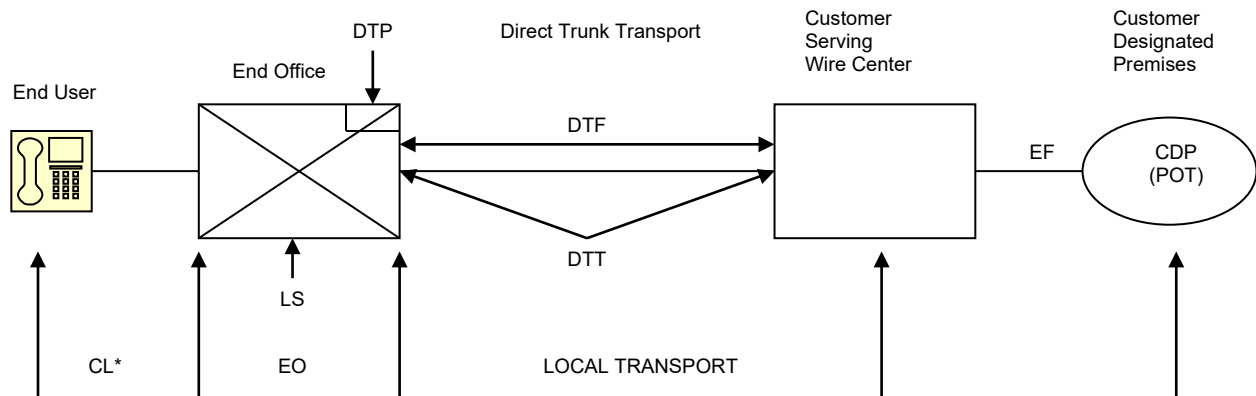 DTP
Direct Trunk Transport
Customer
Serving
Wire Center
Customer
Designated
Premises
End Office
End User
DTF
EF
CDP
(POT)
DTT
LS
CL*
EO
LOCAL TRANSPORT